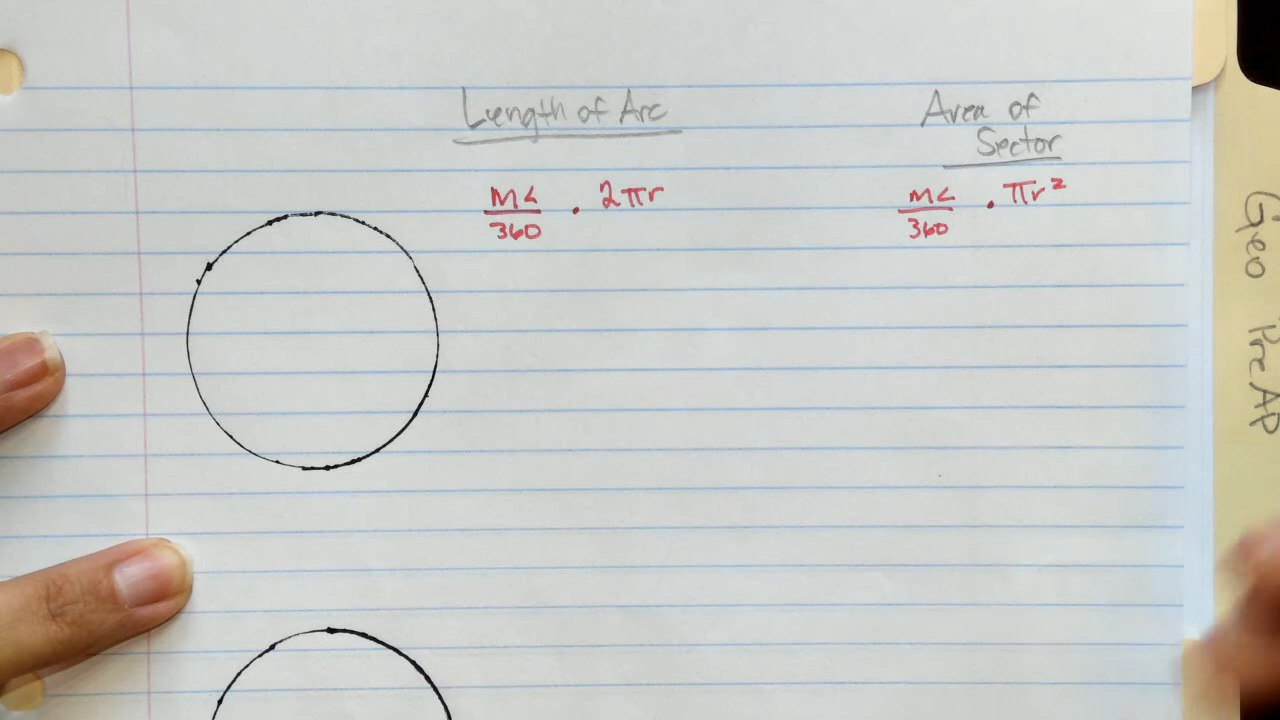 Length of Arc
Area of
Sector
M<
360
· 2πr
M<
360
· πr²
Geo PreAP